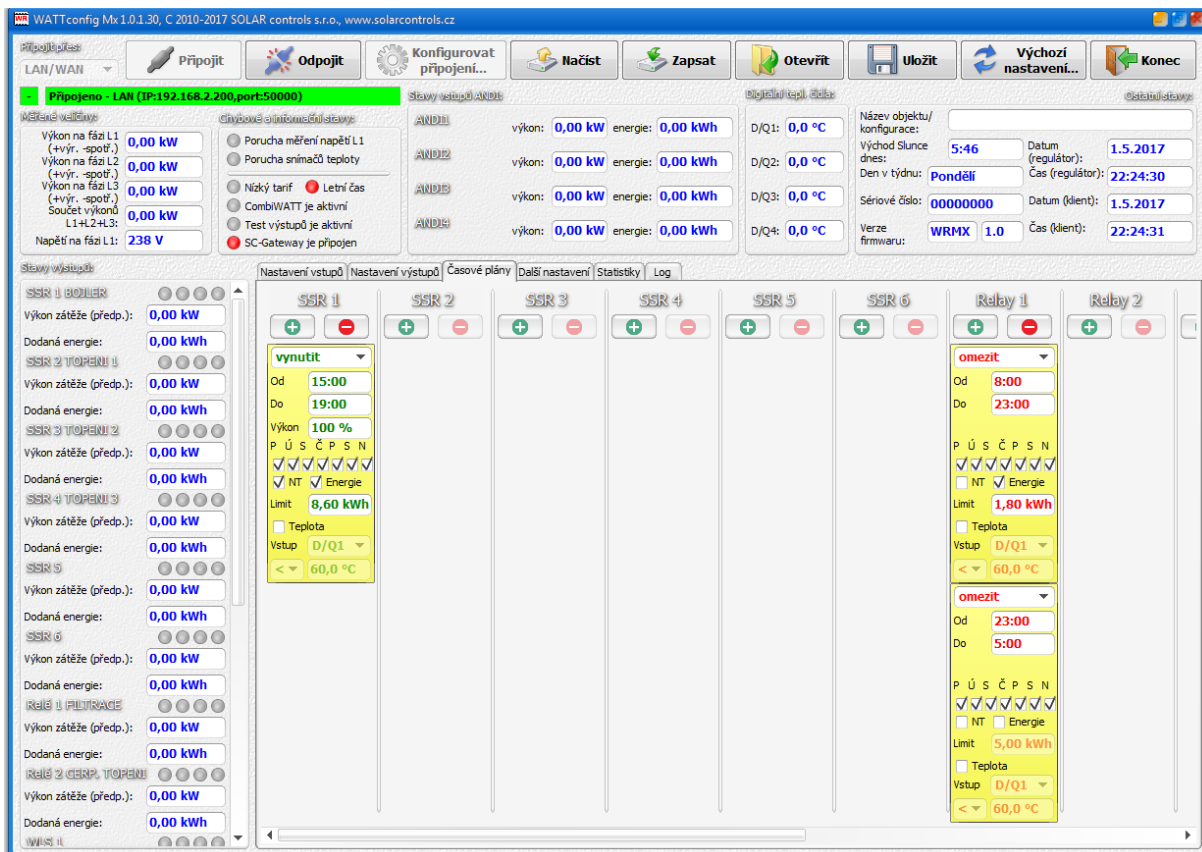 WATTconfig Mx 1.0.1.30, C 2010-2017 SOLAR controls s.r.o., www.solarcontrols.cz
Připojit přes:
LAN/WAN
Připojit
Odpojit
Konfigurovat připojení...
Načíst
Zapsat
Otevřít
Uložit
Výchozí nastavení...
Konec
- Připojeno - LAN (IP:192.168.2.200,port:50000)
Měřené veličiny:
Výkon na fázi L1 (+výr. -spotř.) 0,00 kW
Výkon na fázi L2 (+výr. -spotř.) 0,00 kW
Výkon na fázi L3 (+výr. -spotř.) 0,00 kW
Součet výkonů L1+L2+L3: 0,00 kW
Napětí na fázi L1: 238 V
Chybové a informační stavy:
Porucha měření napětí L1
Porucha snímačů teploty
Nízký tarif Letní čas
CombiWATT je aktivní
Test výstupů je aktivní
SC-Gateway je připojen
Stavy vstupů ANDI:
ANDI1 výkon: 0,00 kW energie: 0,00 kWh
ANDI2 výkon: 0,00 kW energie: 0,00 kWh
ANDI3 výkon: 0,00 kW energie: 0,00 kWh
ANDI4 výkon: 0,00 kW energie: 0,00 kWh
Digitální tepl. čidla:
D/Q1: 0,0 °C
D/Q2: 0,0 °C
D/Q3: 0,0 °C
D/Q4: 0,0 °C
Ostatní stavy:
Název objektu/ konfigurace:
Východ Slunce dnes: 5:46 Datum (regulátor): 1.5.2017
Den v týdnu: Pondělí Čas (regulátor): 22:24:30
Sériové číslo: 00000000 Datum (klient): 1.5.2017
Verze firmwaru: WRMX 1.0 Čas (klient): 22:24:31
Stavy výstupů:
SSR 1 BOILER
Výkon zátěže (předp.): 0,00 kW
Dodaná energie: 0,00 kWh
SSR 2 TOPENI 1
Výkon zátěže (předp.): 0,00 kW
Dodaná energie: 0,00 kWh
SSR 3 TOPENI 2
Výkon zátěže (předp.): 0,00 kW
Dodaná energie: 0,00 kWh
SSR 4 TOPENI 3
Výkon zátěže (předp.): 0,00 kW
Dodaná energie: 0,00 kWh
SSR 5
Výkon zátěže (předp.): 0,00 kW
Dodaná energie: 0,00 kWh
SSR 6
Výkon zátěže (předp.): 0,00 kW
Dodaná energie: 0,00 kWh
Relé 1 FILTRACE
Výkon zátěže (předp.): 0,00 kW
Dodaná energie: 0,00 kWh
Relé 2 CERP. TOPENI
Výkon zátěže (předp.): 0,00 kW
Dodaná energie: 0,00 kWh
Nastavení vstupů Nastavení výstupů Časové plány Další nastavení Statistiky Log
SSR 1 SSR 2 SSR 3 SSR 4 SSR 5 SSR 6 Relay 1 Relay 2
vynutit
Od 15:00
Do 19:00
Výkon 100 %
P Ú S Č P S N
NT Energie
Limit 8,60 kWh
Teplota
Vstup D/Q1
< 60,0 °C
omezit
Od 8:00
Do 23:00
P Ú S Č P S N
NT Energie
Limit 1,80 kWh
Teplota
Vstup D/Q1
< 60,0 °C
omezit
Od 23:00
Do 5:00
P Ú S Č P S N
NT Energie
Limit 5,00 kWh
Teplota
Vstup D/Q1
< 60,0 °C